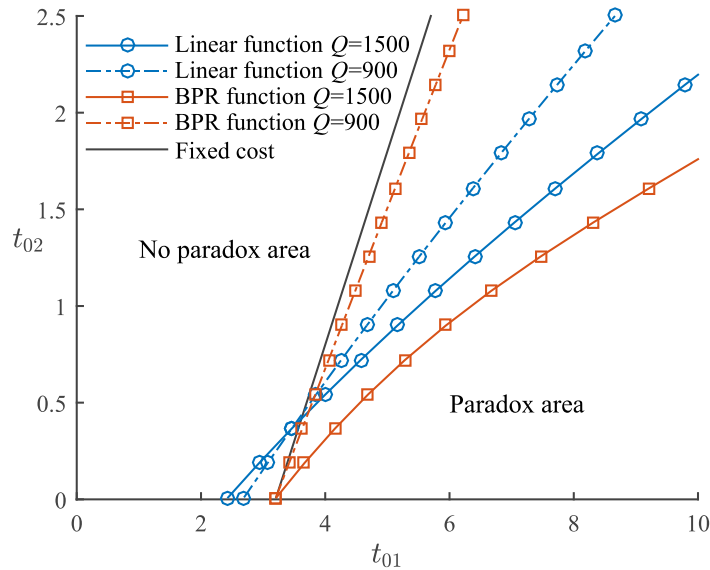 2.5
Linear function Q=1500
Linear function Q=900
2
BPR function Q=1500
BPR function Q=900
Fixed cost
1.5
t02
No paradox area
1
0.5
Paradox area
0
0
2
4
6
8
10
t01